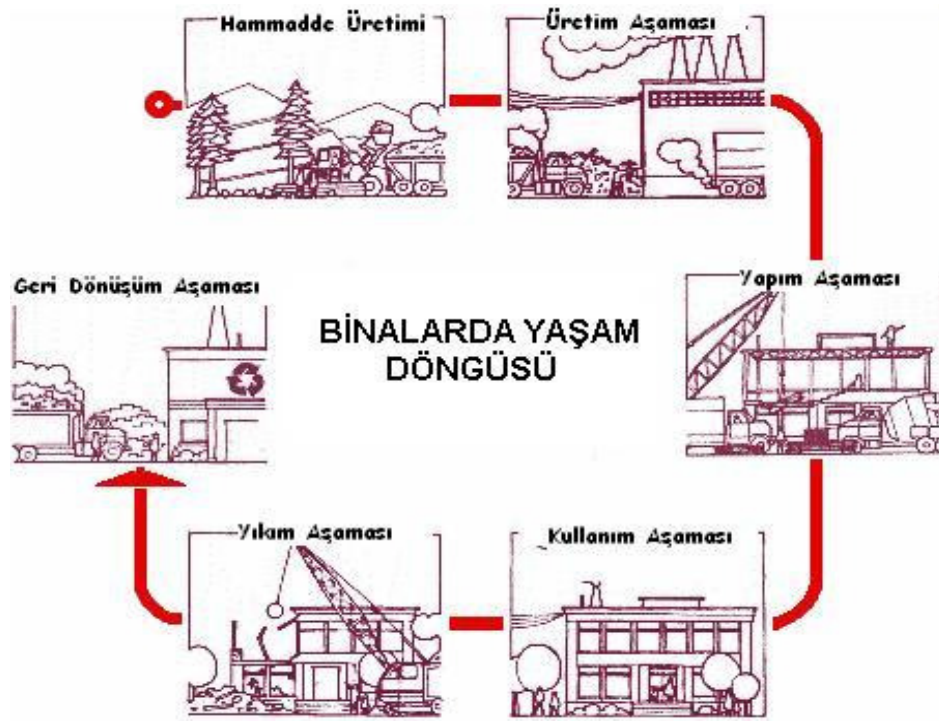 Hammadde Üretimi
Üretim Aşaması
Geri Dönüşüm Aşaması
BİNALARDA YAŞAM
DÖNGÜSÜ
Yapım Aşaması
Yıkım Aşaması
Kullanım Aşaması